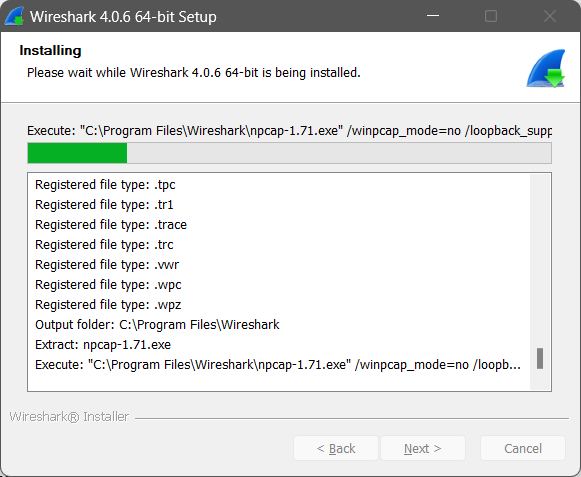 Wireshark 4.0.6 64-bit Setup
Installing
Please wait while Wireshark 4.0.6 64-bit is being installed.
Execute: "C:\Program Files\Wireshark\npcap-1.71.exe" /winpcap_mode=no /loopback_supp
Registered file type: .tpc
Registered file type: .tr1
Registered file type: .trace
Registered file type: .trc
Registered file type: .vwr
Registered file type: .wpc
Registered file type: .wpz
Output folder: C:\Program Files\Wireshark
Extract: npcap-1.71.exe
Execute: "C:\Program Files\Wireshark\npcap-1.71.exe" /winpcap_mode=no /loopb...
Wireshark® Installer
< Back Next > Cancel